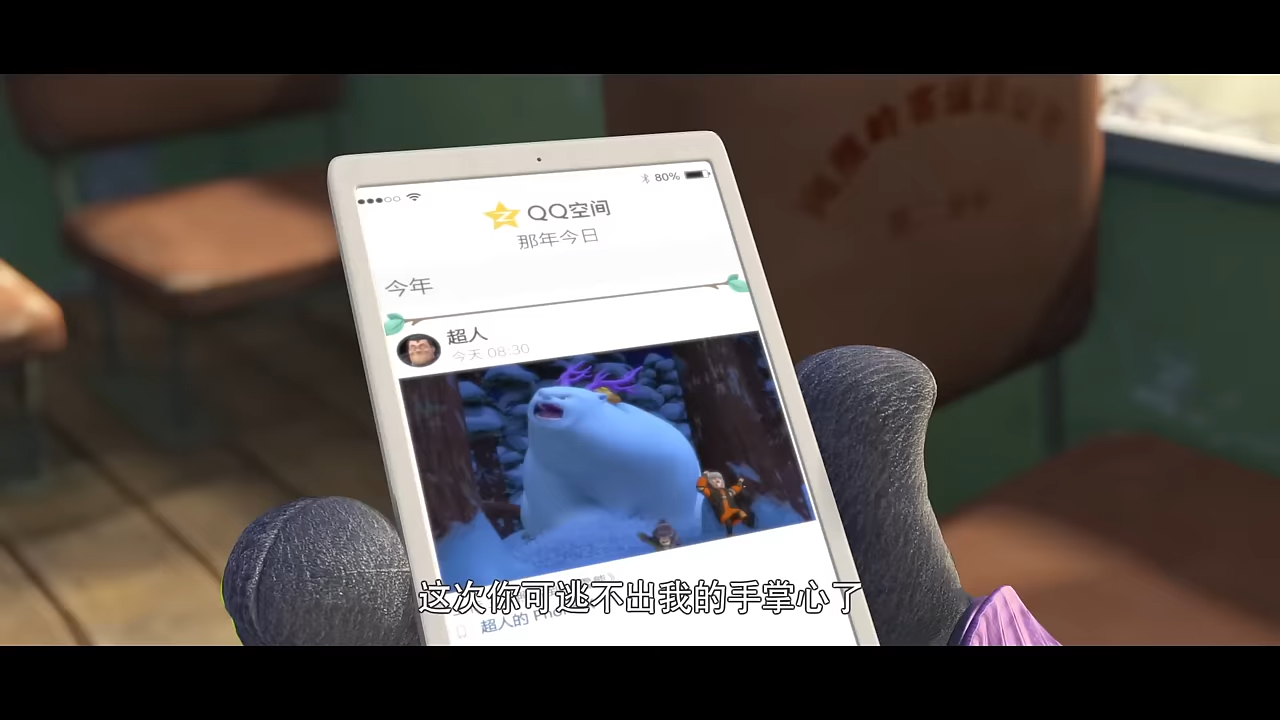 80%
QQ空间
那年今日
今年
超人
今天 08:30
这次你可逃不出我的手掌心了
超人的